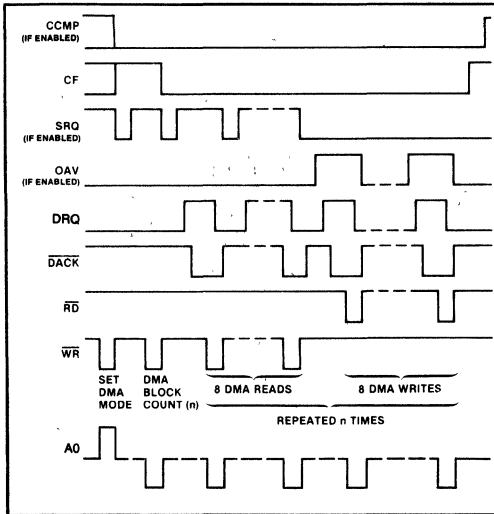 CCMP
(IF ENABLED)
CF
SRQ
(IF ENABLED)
OAV
(IF ENABLED)
DRQ
DACK
RD
WR
SET
DMA
MODE
DMA
BLOCK
COUNT (n)
8 DMA READS
8 DMA WRITES
REPEATED n TIMES
A0